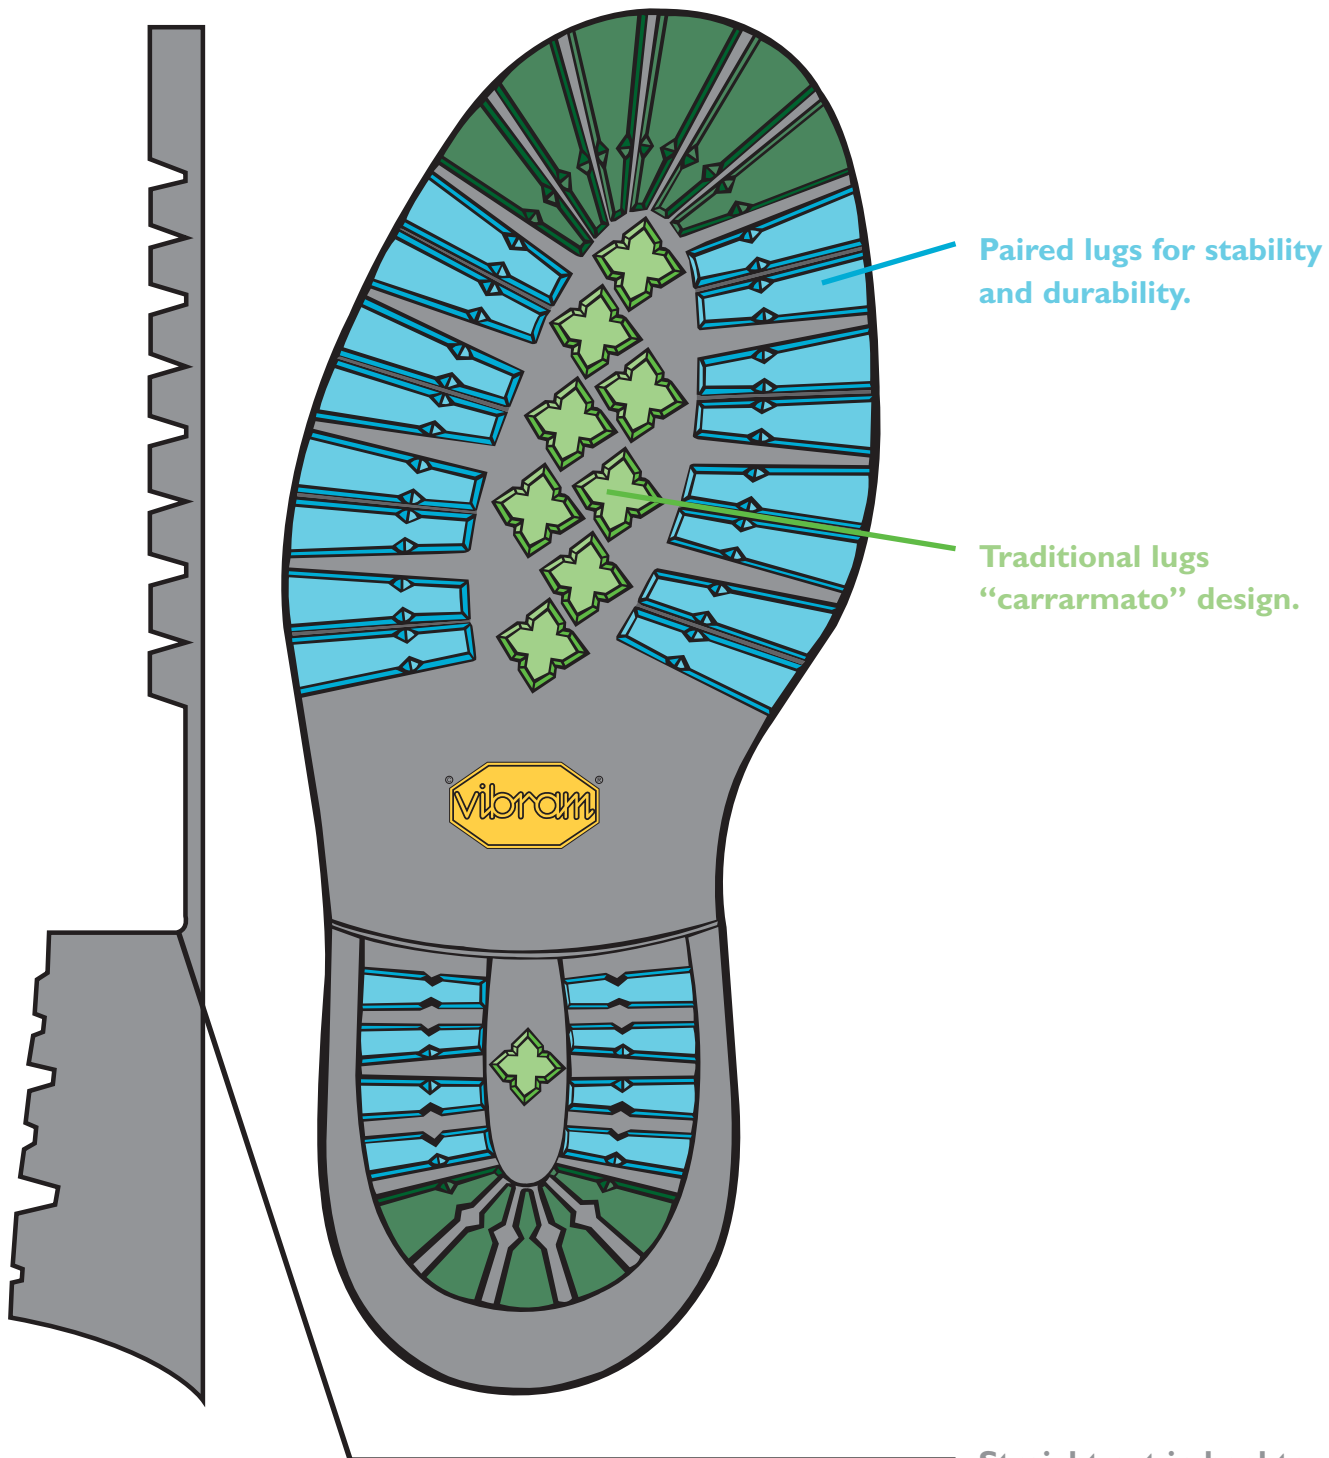 Paired lugs for stability
and durability.
Traditional lugs
“carrarmato” design.
© vibram ®